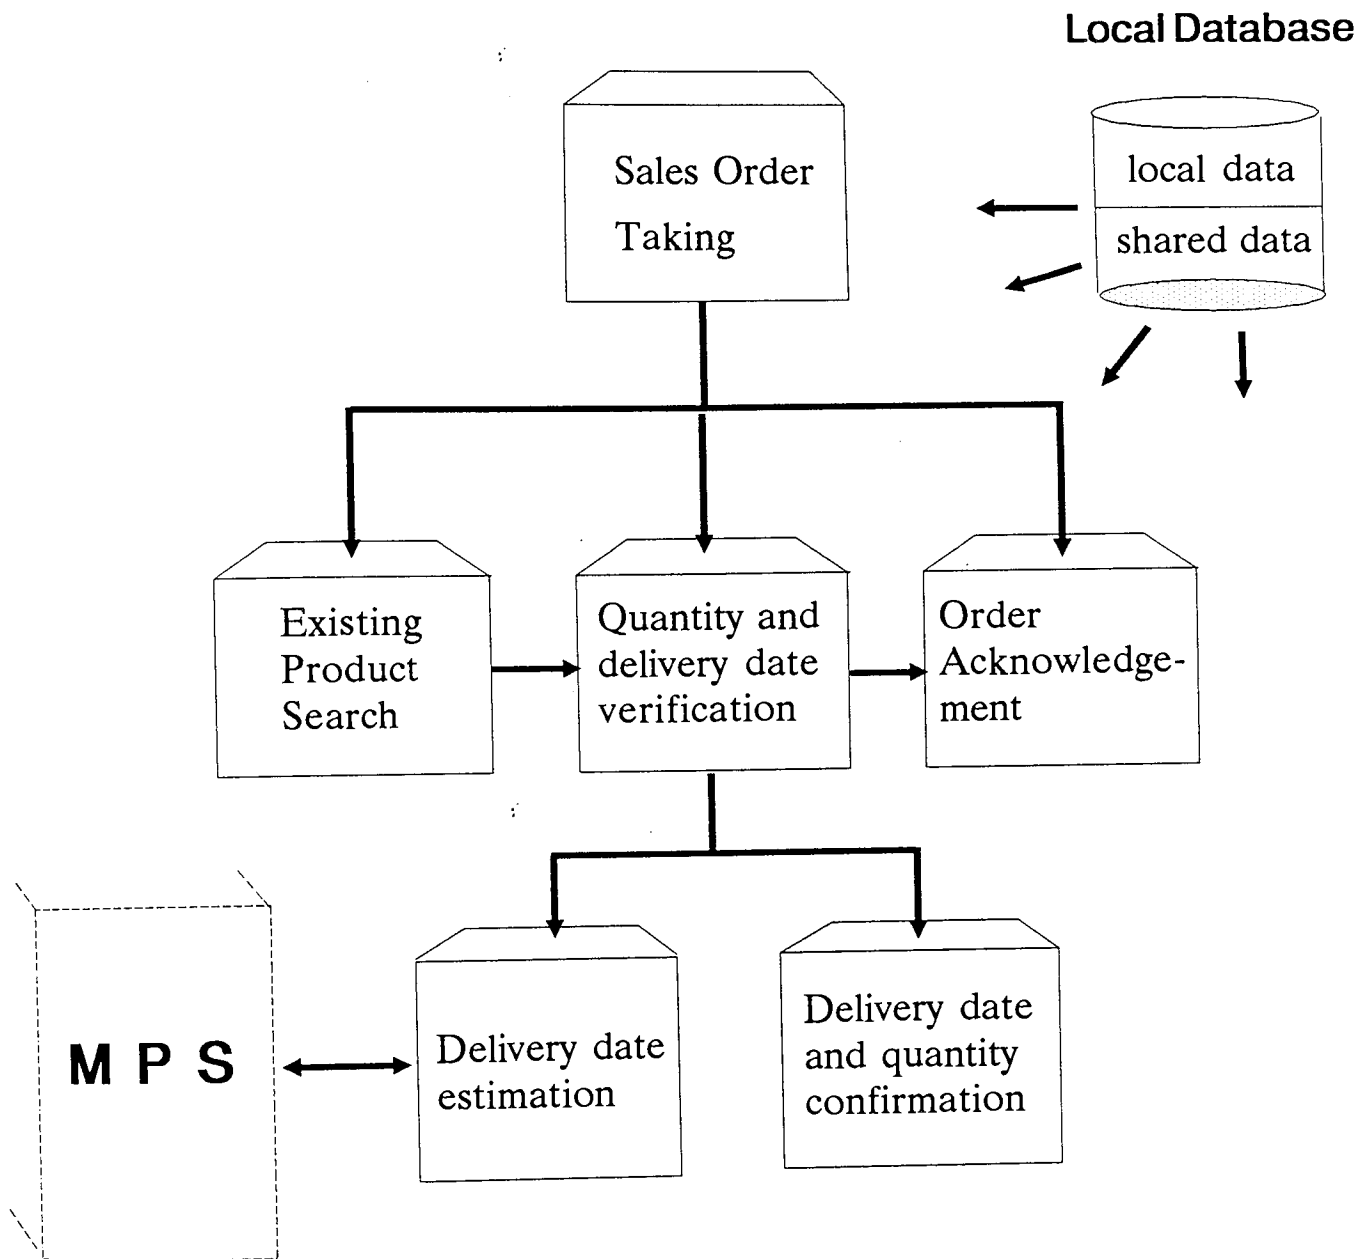 Local Database
Sales Order
Taking
local data
shared data
Existing
Product
Search
Quantity and
delivery date
verification
Order
Acknowledge-
ment
M P S
Delivery date
estimation
Delivery date
and quantity
confirmation